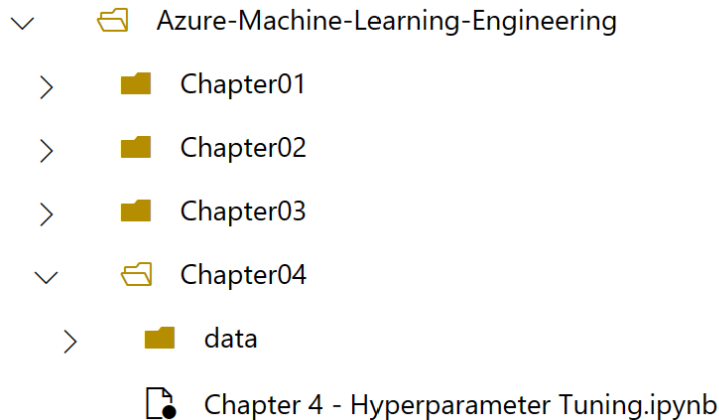 Azure-Machine-Learning-Engineering
Chapter01
Chapter02
Chapter03
Chapter04
data
Chapter 4 - Hyperparameter Tuning.ipynb